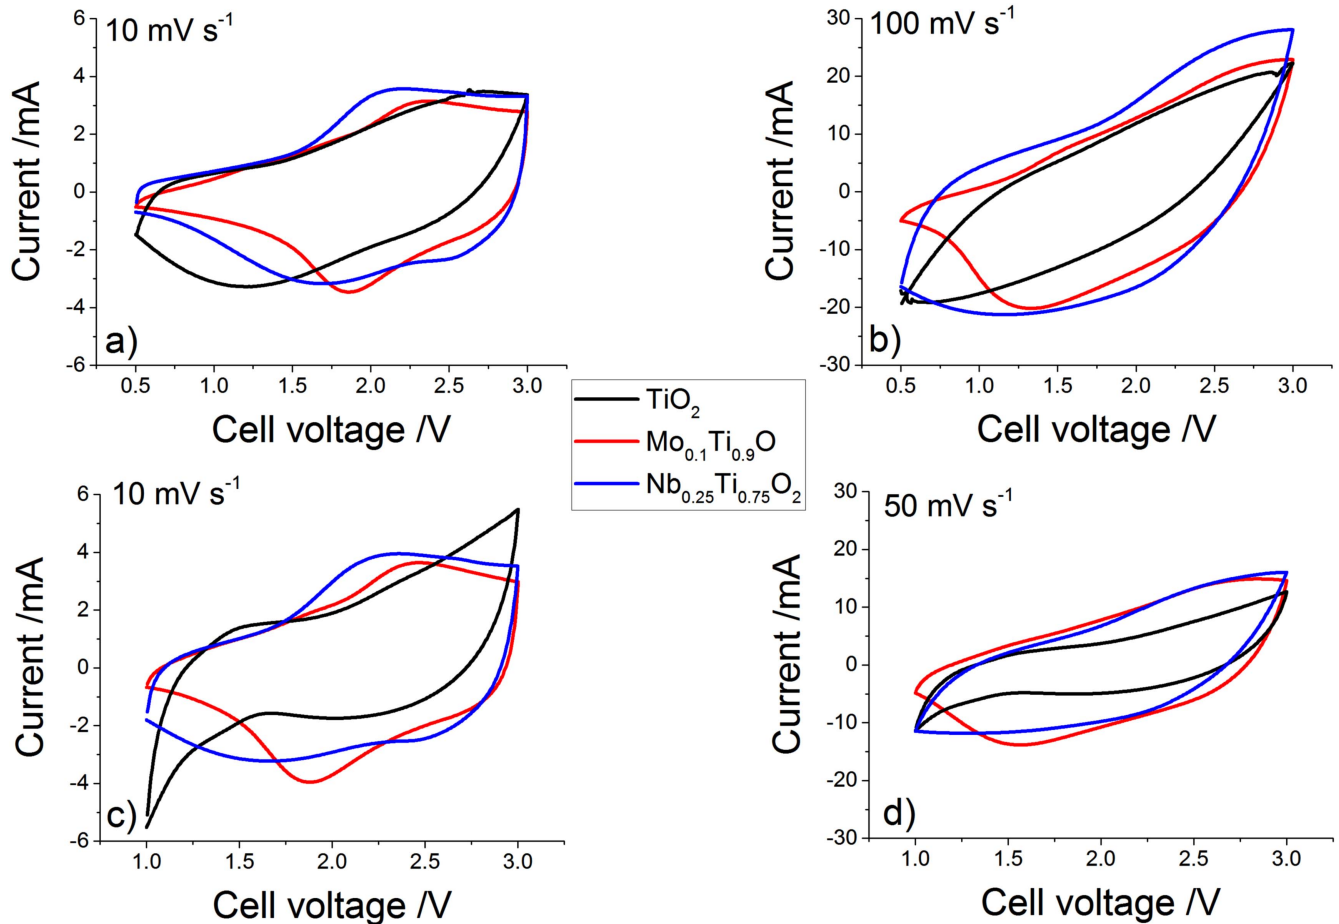 10 mV s⁻¹
6
4
2
0
-2
-4
-6
Current /mA
a)
0.5 1.0 1.5 2.0 2.5 3.0
Cell voltage /V
100 mV s⁻¹
30
20
10
0
-10
-20
-30
Current /mA
b)
0.5 1.0 1.5 2.0 2.5 3.0
Cell voltage /V
TiO₂
Mo₀.₁Ti₀.₉O
Nb₀.₂₅Ti₀.₇₅O₂
10 mV s⁻¹
6
4
2
0
-2
-4
-6
Current /mA
c)
1.0 1.5 2.0 2.5 3.0
Cell voltage /V
50 mV s⁻¹
30
20
10
0
-10
-20
-30
Current /mA
d)
1.0 1.5 2.0 2.5 3.0
Cell voltage /V